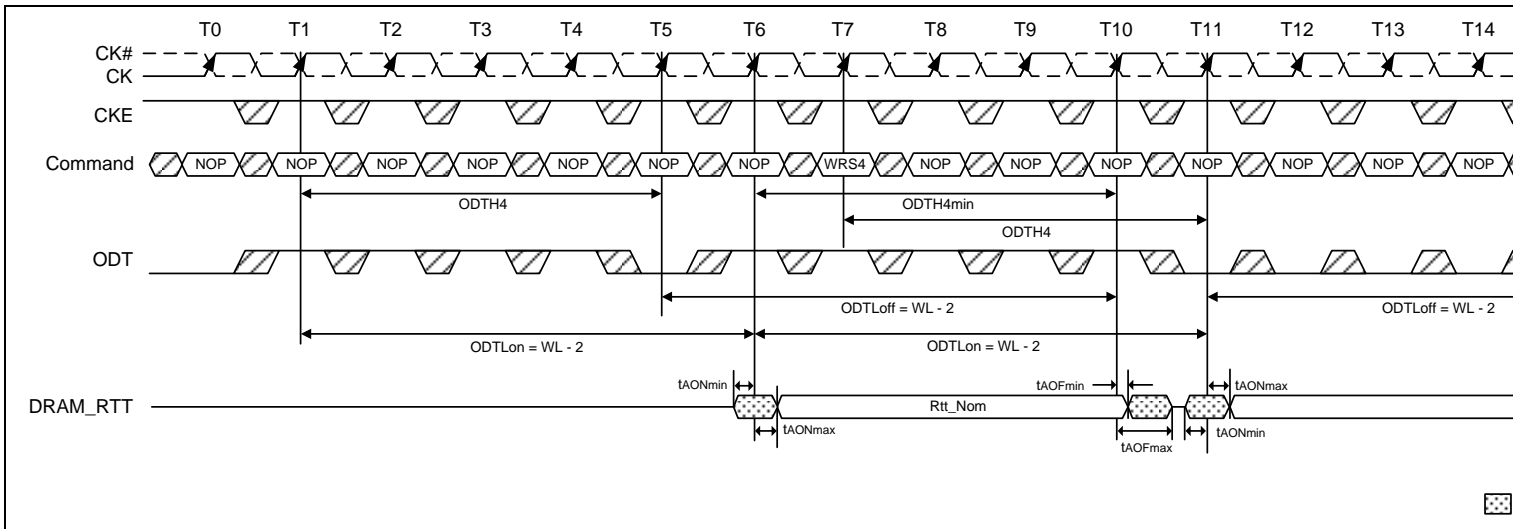 T0 T1 T2 T3 T4 T5 T6 T7 T8 T9 T10 T11 T12 T13 T14
CK#
CK
CKE
Command NOP NOP NOP NOP NOP NOP NOP WRS4 NOP NOP NOP NOP NOP NOP NOP
ODTH4 ODTH4min
ODTH4
ODT
ODTLoff = WL - 2 ODTLoff = WL - 2
ODTLon = WL - 2 ODTLon = WL - 2
tAONmin tAOFmin tAONmax
DRAM_RTT Rtt_Nom
tAONmax tAOFmax tAONmin